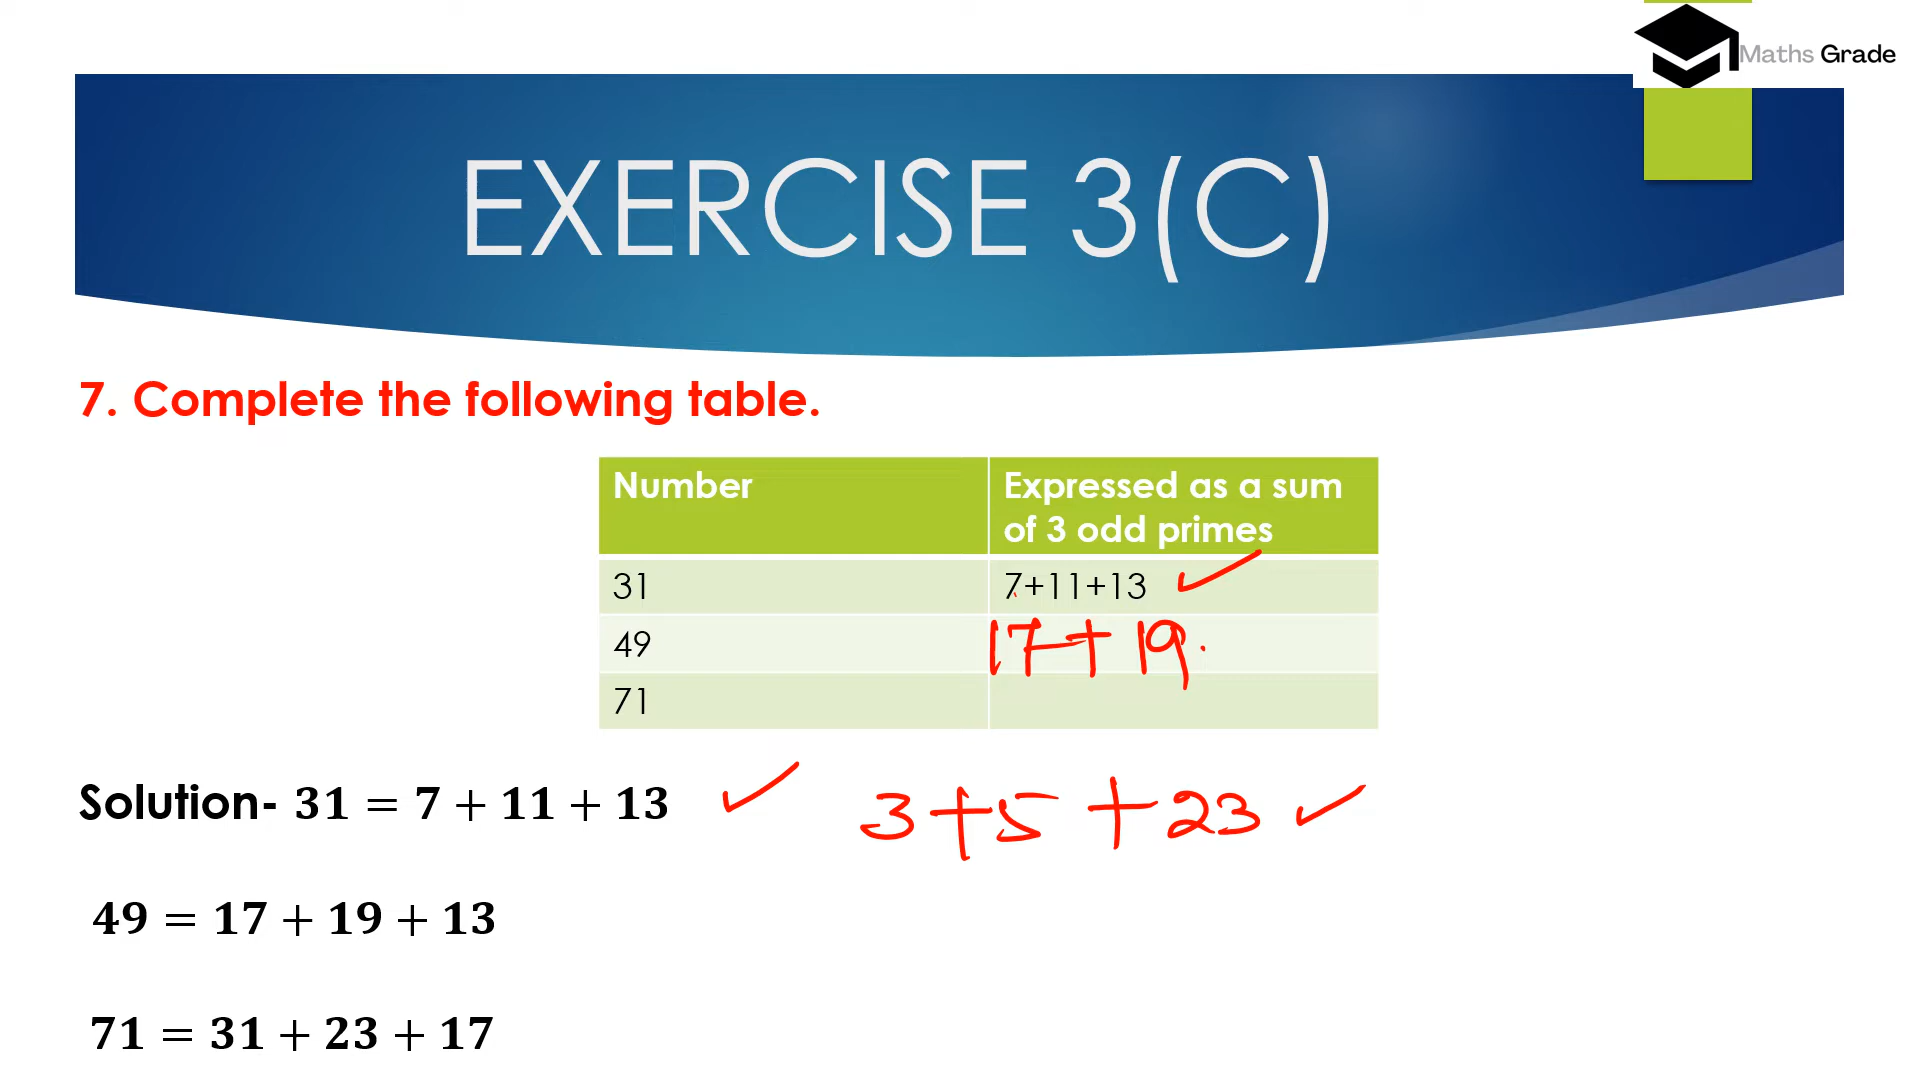 Maths Grade
EXERCISE 3(C)
7. Complete the following table.
Number
Expressed as a sum
of 3 odd primes
31
7+11+13
49
17+19
71
Solution- 31 = 7 + 11 + 13
3+5+23
49 = 17 + 19 + 13
71 = 31 + 23 + 17